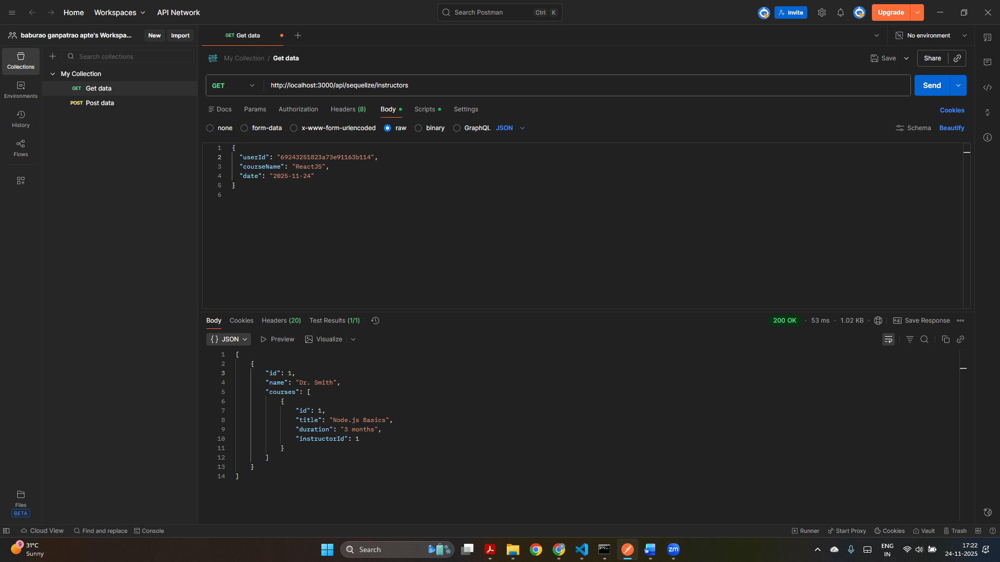 Home
Workspaces
API Network
Search Postman
Ctrl K
Invite
Upgrade
baburao ganpatrao apte's Workspa...
New
Import
GET Get data
No environment
Collections
Environments
History
Flows
Files
BETA
Search collections
My Collection
GET Get data
POST Post data
HTTP My Collection / Get data
Save
Share
GET
http://localhost:3000/api/sequelize/instructors
Send
Docs Params Authorization Headers (8) Body Scripts Settings
Cookies
none form-data x-www-form-urlencoded raw binary GraphQL JSON
Schema Beautify
1 {
2 "userId": "69243251823a73e91163b114",
3 "courseName": "ReactJS",
4 "date": "2025-11-24"
5 }
6
Body Cookies Headers (20) Test Results (1/1)
200 OK • 53 ms • 1.02 KB
e.g. Save Response
{} JSON Preview Visualize
1 [
2 {
3 "id": 1,
4 "name": "Dr. Smith",
5 "courses": [
6 {
7 "id": 1,
8 "title": "Node.js Basics",
9 "duration": "3 months",
10 "instructorId": 1
11 }
12 ]
13 }
14 ]
Cloud View Find and replace Console
Runner Start Proxy Cookies Vault Trash
9
31°C
Sunny
Search
zm
ENG
IN
17:22
24-11-2025